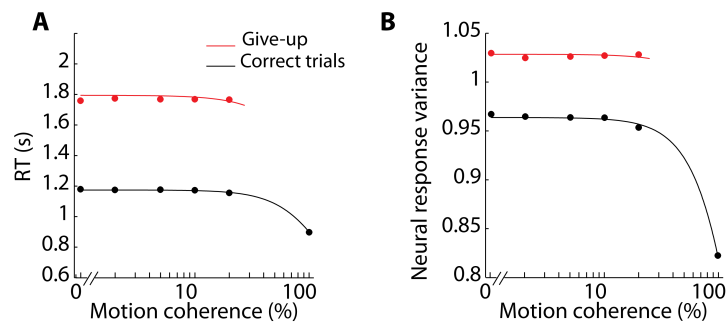 A
Give-up
Correct trials
RT (s)
2
1.8
1.6
1.4
1.2
1
0.8
0.6
0
10
100
Motion coherence (%)
B
Neural response variance
1.05
1
0.95
0.9
0.85
0.8
0
10
100
Motion coherence (%)